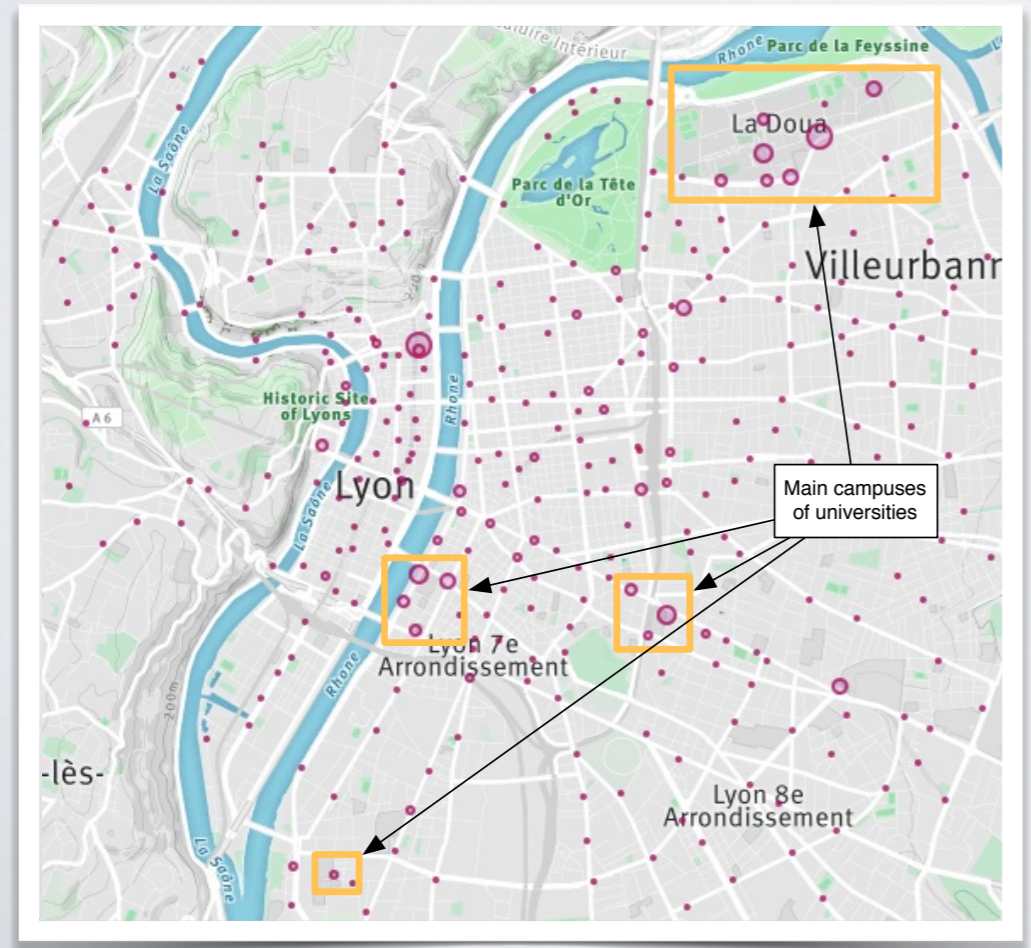 Rhone
Parc de la Feyssine
La Doua
La Saône
Parc de la Tête
d'Or
Villeurbanr
Rhone
Historic Site
of Lyons
A 6
Lyon
Main campuses
of universities
La Saône
Lyon 7e
Arrondissement
Rhone
200m
-lès-
Lyon 8e
Arrondissement
La Saône